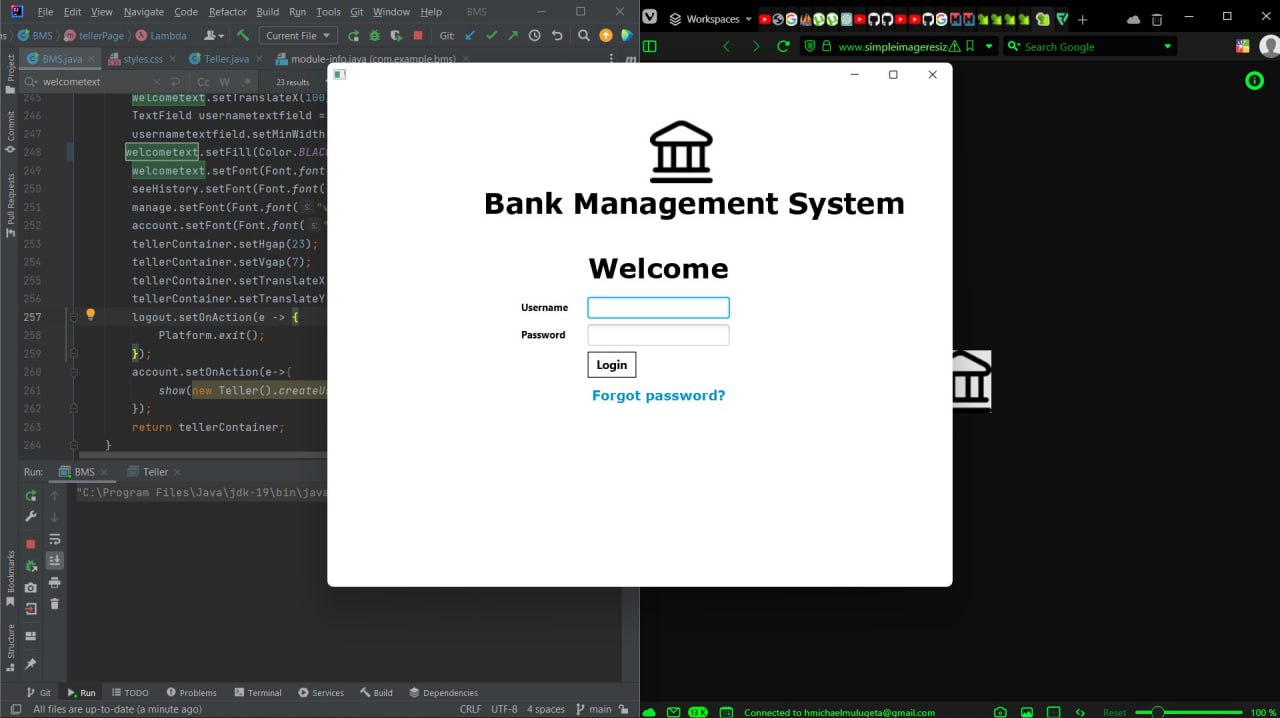 File Edit View Navigate Code Refactor Build Run Tools Git Window Help BMS
BMS tellerPage Lambda Current File Git:
BMS.java styles.css Teller.java module-info.java (com.example.bms)
welcometext Cc W .* 23 results
245 welcometext.setTranslateX(100)
246 TextField usernametextfield =
247 usernametextfield.setMinWidth
248 welcometext.setFill(Color.BLAC
249 welcometext.setFont(Font.font
250 seeHistory.setFont(Font.font(
251 manage.setFont(Font.font( s: "v
252 account.setFont(Font.font( s: "
253 tellerContainer.setHgap(23);
254 tellerContainer.setVgap(7);
255 tellerContainer.setTranslateX
256 tellerContainer.setTranslateY
257 logout.setOnAction(e -> {
258 Platform.exit();
259 });
260 account.setOnAction(e->{
261 show(new Teller().createUs
262 });
263 return tellerContainer;
264 }
Project
Commit
Pull Requests
Bookmarks
Structure
Run: BMS Teller
"C:\Program Files\Java\jdk-19\bin\java
Git Run TODO Problems Terminal Services Build Dependencies
All files are up-to-date (a minute ago) CRLF UTF-8 4 spaces main
Bank Management System
Welcome
Username
Password
Login
Forgot password?
Workspaces
www.simpleimageresiz Search Google
Connected to hmichaelmulugeta@gmail.com Reset 100 %